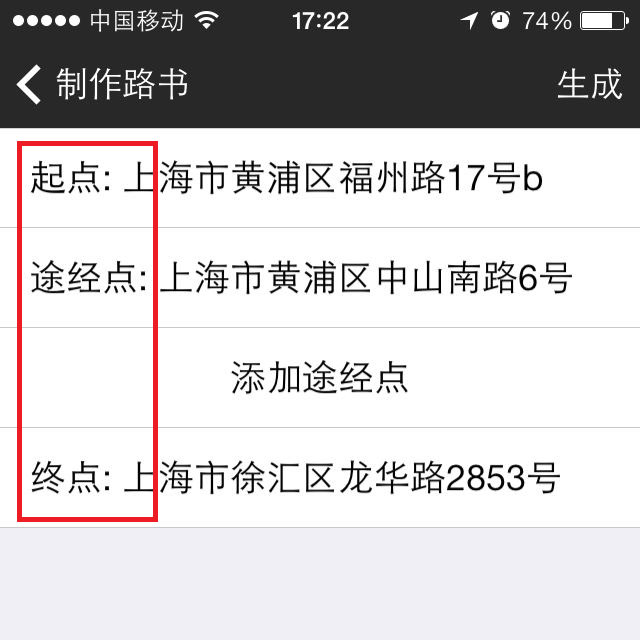 中国移动 17:22 74%
制作路书 生成
起点: 上海市黄浦区福州路17号b
途经点: 上海市黄浦区中山南路6号
添加途经点
终点: 上海市徐汇区龙华路2853号